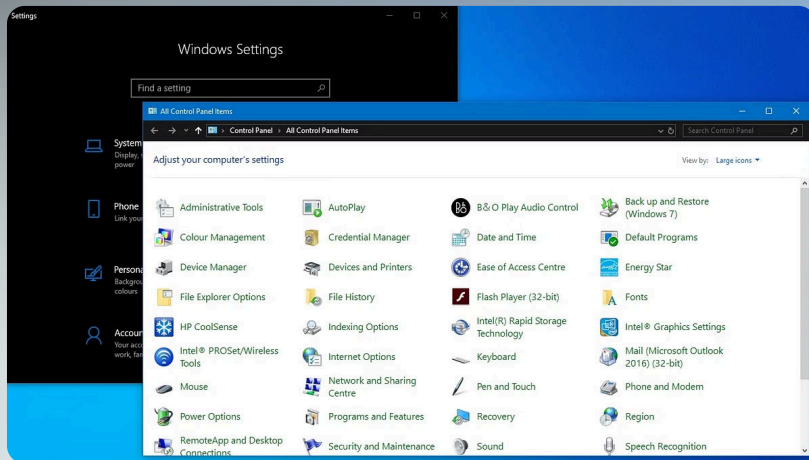 Settings
Windows Settings
Find a setting
System
Display,
power
Phone
Link your
Persona
Backgrou
colours
Accour
Your acco
work, fam
All Control Panel Items
Control Panel > All Control Panel Items
Search Control Panel
Adjust your computer's settings
View by: Large icons
Administrative Tools
AutoPlay
B&O Play Audio Control
Back up and Restore
(Windows 7)
Colour Management
Credential Manager
Date and Time
Default Programs
Device Manager
Devices and Printers
Ease of Access Centre
Energy Star
File Explorer Options
File History
Flash Player (32-bit)
Fonts
HP CoolSense
Indexing Options
Intel(R) Rapid Storage
Technology
Intel® Graphics Settings
Intel® PROSet/Wireless
Tools
Internet Options
Keyboard
Mail (Microsoft Outlook
2016) (32-bit)
Mouse
Network and Sharing
Centre
Pen and Touch
Phone and Modem
Power Options
Programs and Features
Recovery
Region
RemoteApp and Desktop
Connections
Security and Maintenance
Sound
Speech Recognition